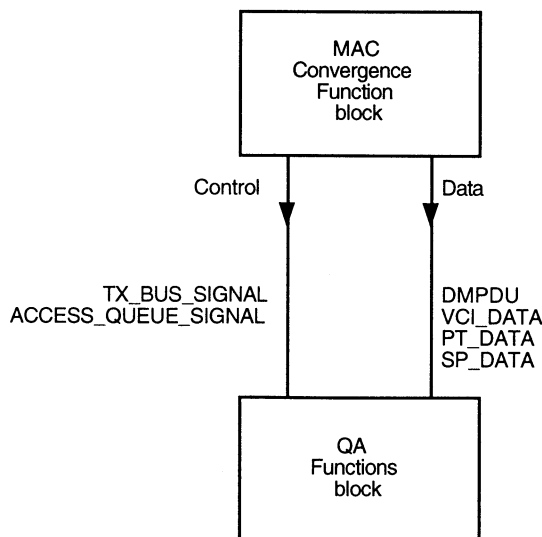 MAC
Convergence
Function
block
Control
Data
TX_BUS_SIGNAL
ACCESS_QUEUE_SIGNAL
DMPDU
VCI_DATA
PT_DATA
SP_DATA
QA
Functions
block